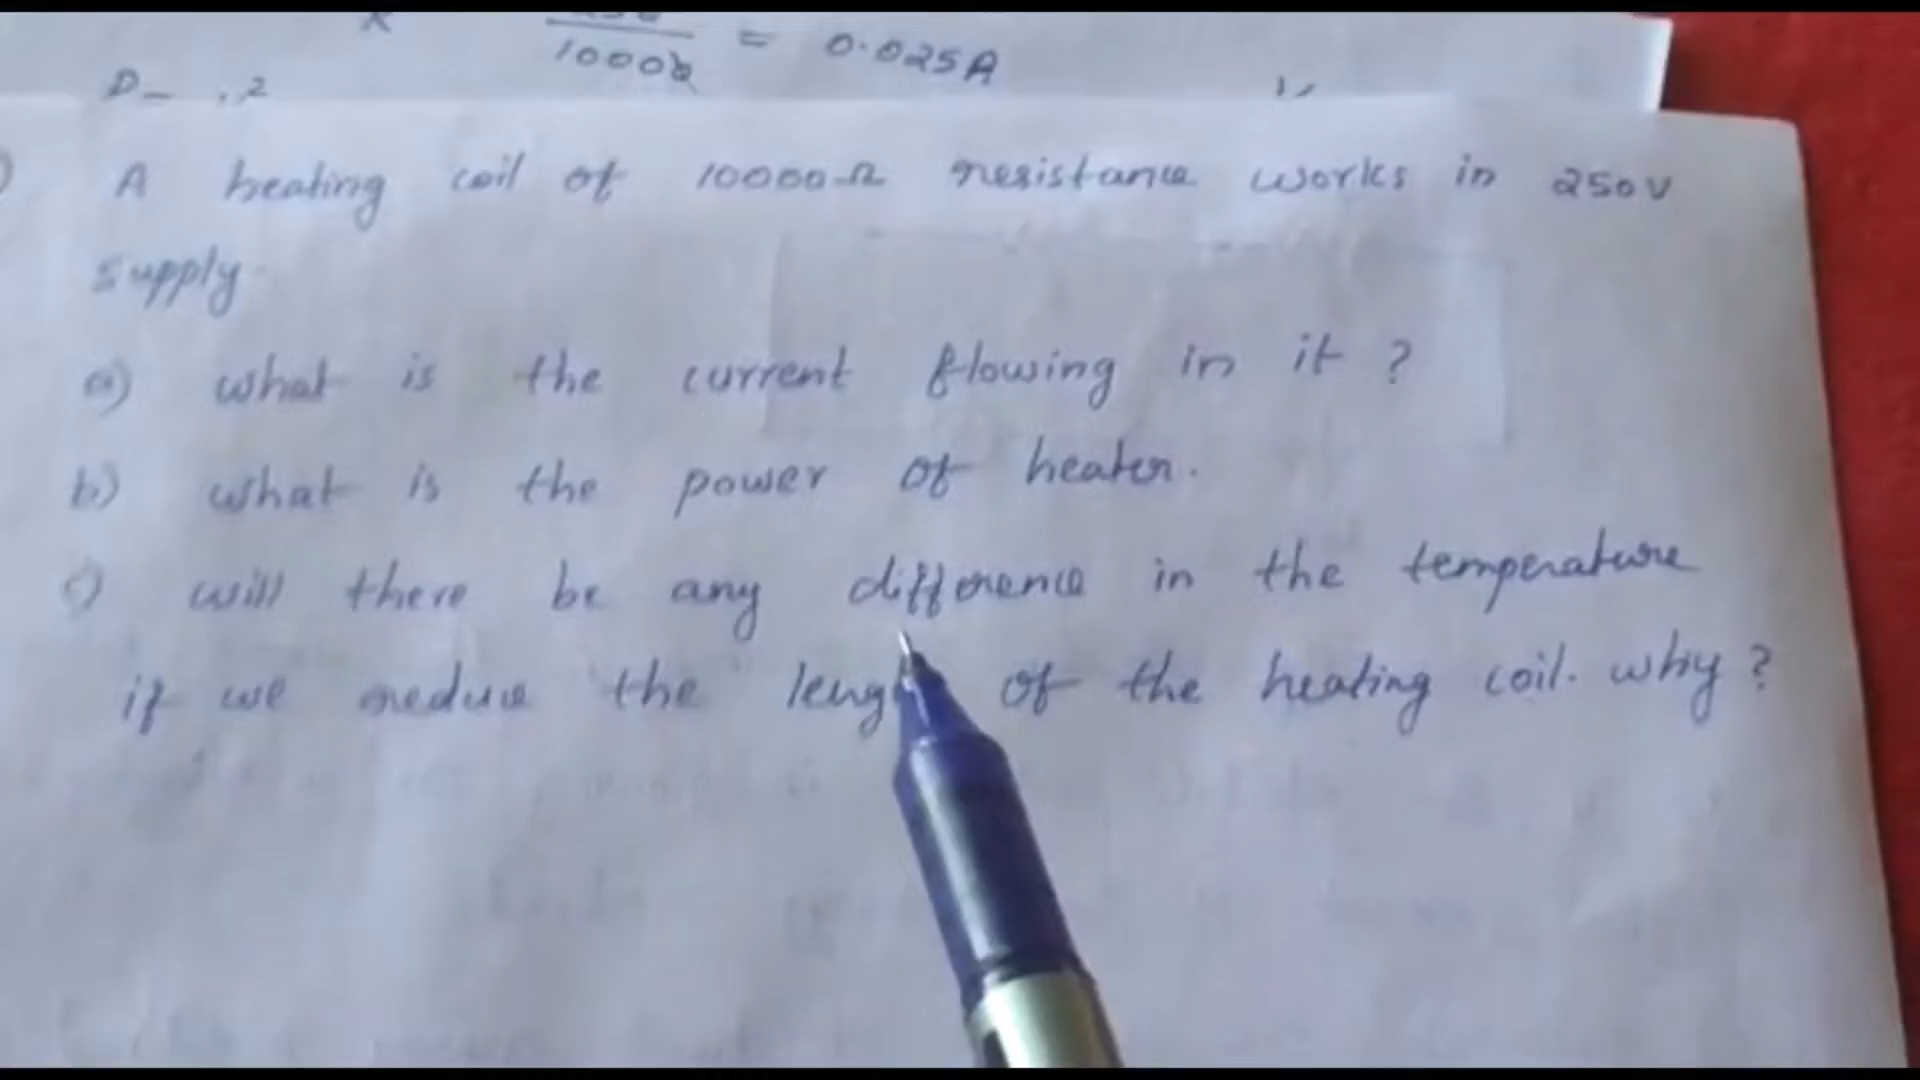 10000 = 0.025A
A heating coil of 10000Ω resistance works in 250V
supply.
a) what is the current flowing in it ?
b) what is the power of heater.
c) will there be any difference in the temperature
if we reduce the of the heating coil. why ?